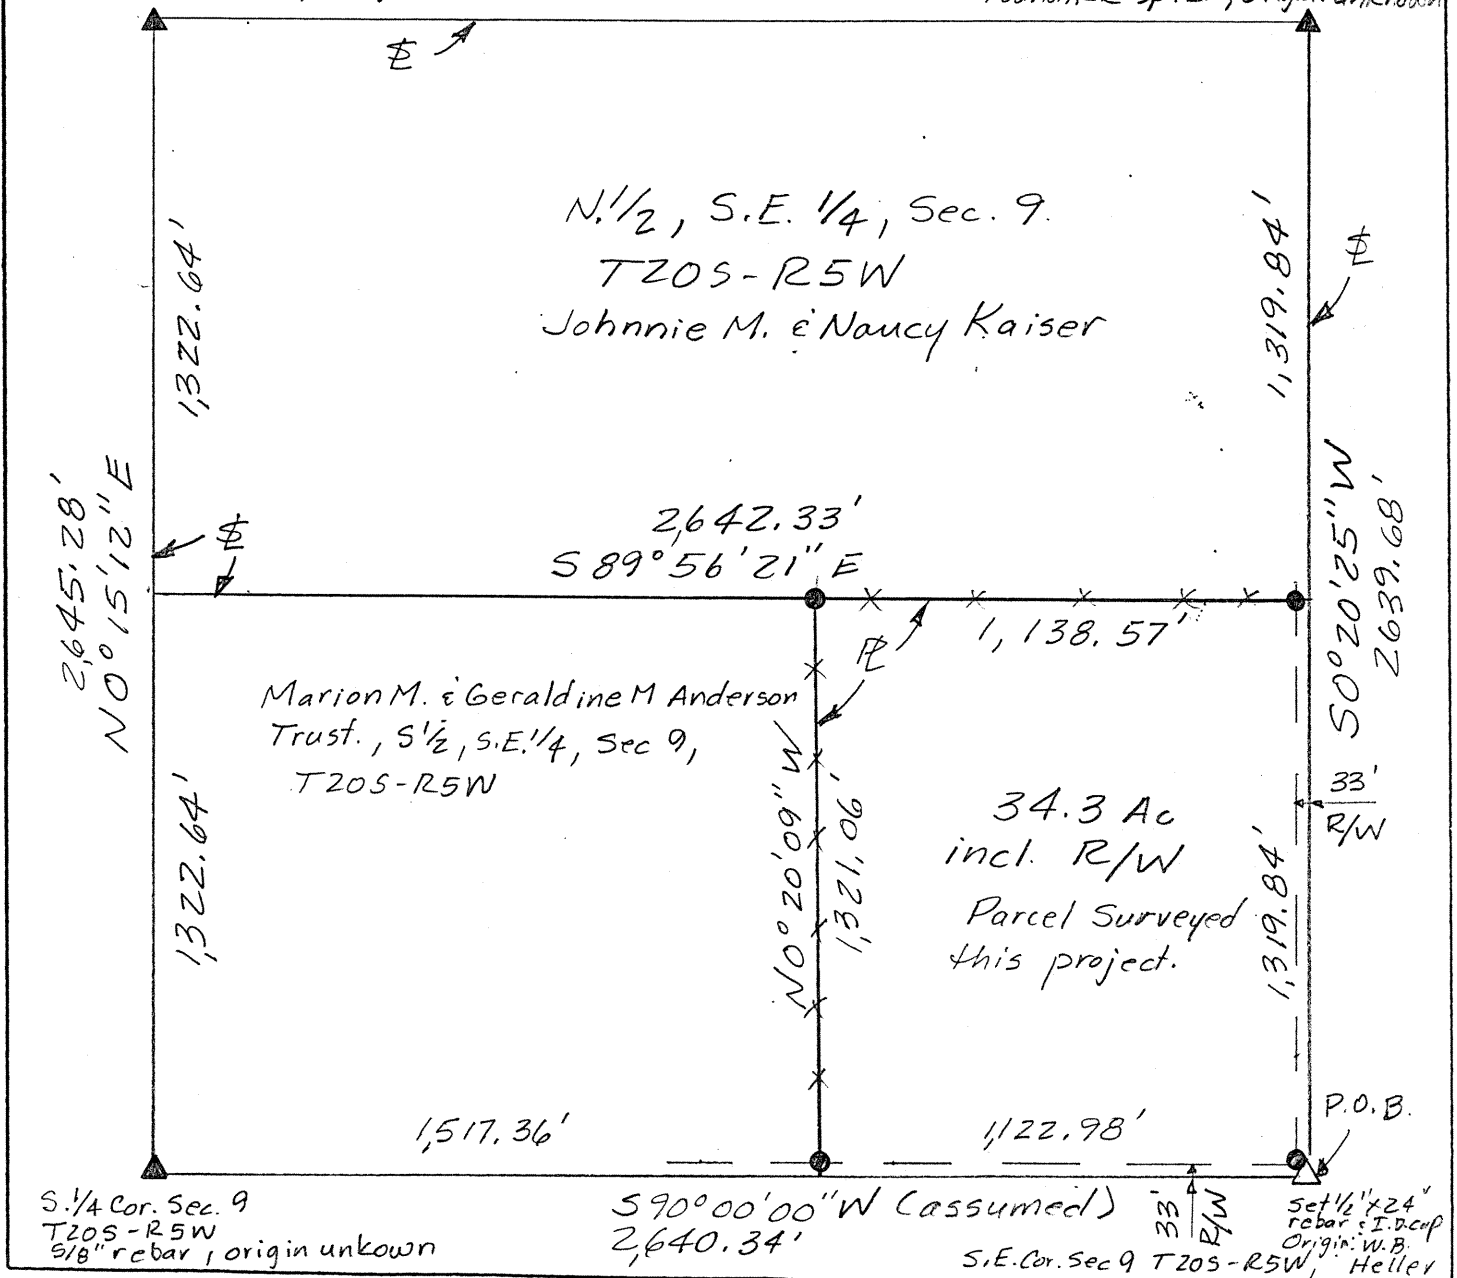 origin unknown
N.1/2, S.E. 1/4, Sec. 9.
T20S-R5W
Johnnie M. & Nancy Kaiser
1,322.64'
1,319.84'
2,645.28'
N0°15'12"E
2,642.33'
S89°56'21"E
S0°20'25"W
2639.68'
1,138.57'
Marion M. & Geraldine M Anderson
Trust., S1/2, S.E.1/4, Sec 9,
T20S-R5W
1,322.64'
N0°20'09"W
1,321.06'
34.3 Ac
incl. R/W
Parcel Surveyed
this project.
33'
R/W
1,319.84'
1,517.36'
1,122.98'
P.O.B.
S.1/4 Cor. Sec. 9
T20S-R5W
5/8" rebar, origin unkown
S90°00'00"W (assumed)
2,640.34'
33'
R/W
set 1/2"x24"
rebar & I.D.cap
Origin: W.B.
Heller
S.E.Cor. Sec 9 T20S-R5W,